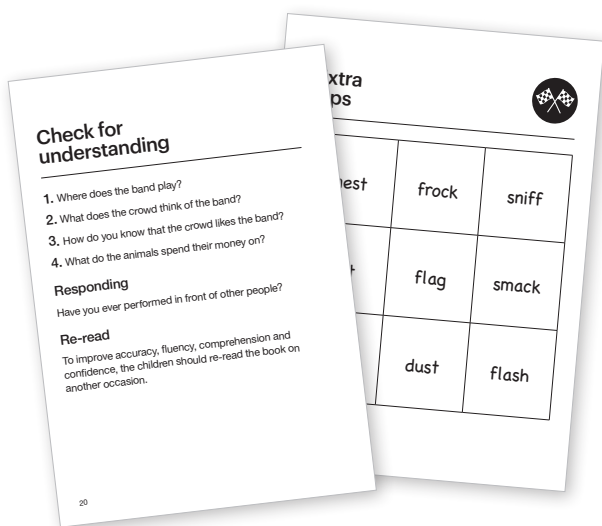 Check for
understanding
1. Where does the band play?
2. What does the crowd think of the band?
3. How do you know that the crowd likes the band?
4. What do the animals spend their money on?
Responding
Have you ever performed in front of other people?
Re-read
To improve accuracy, fluency, comprehension and
confidence, the children should re-read the book on
another occasion.
20
frock
sniff
flag
smack
dust
flash